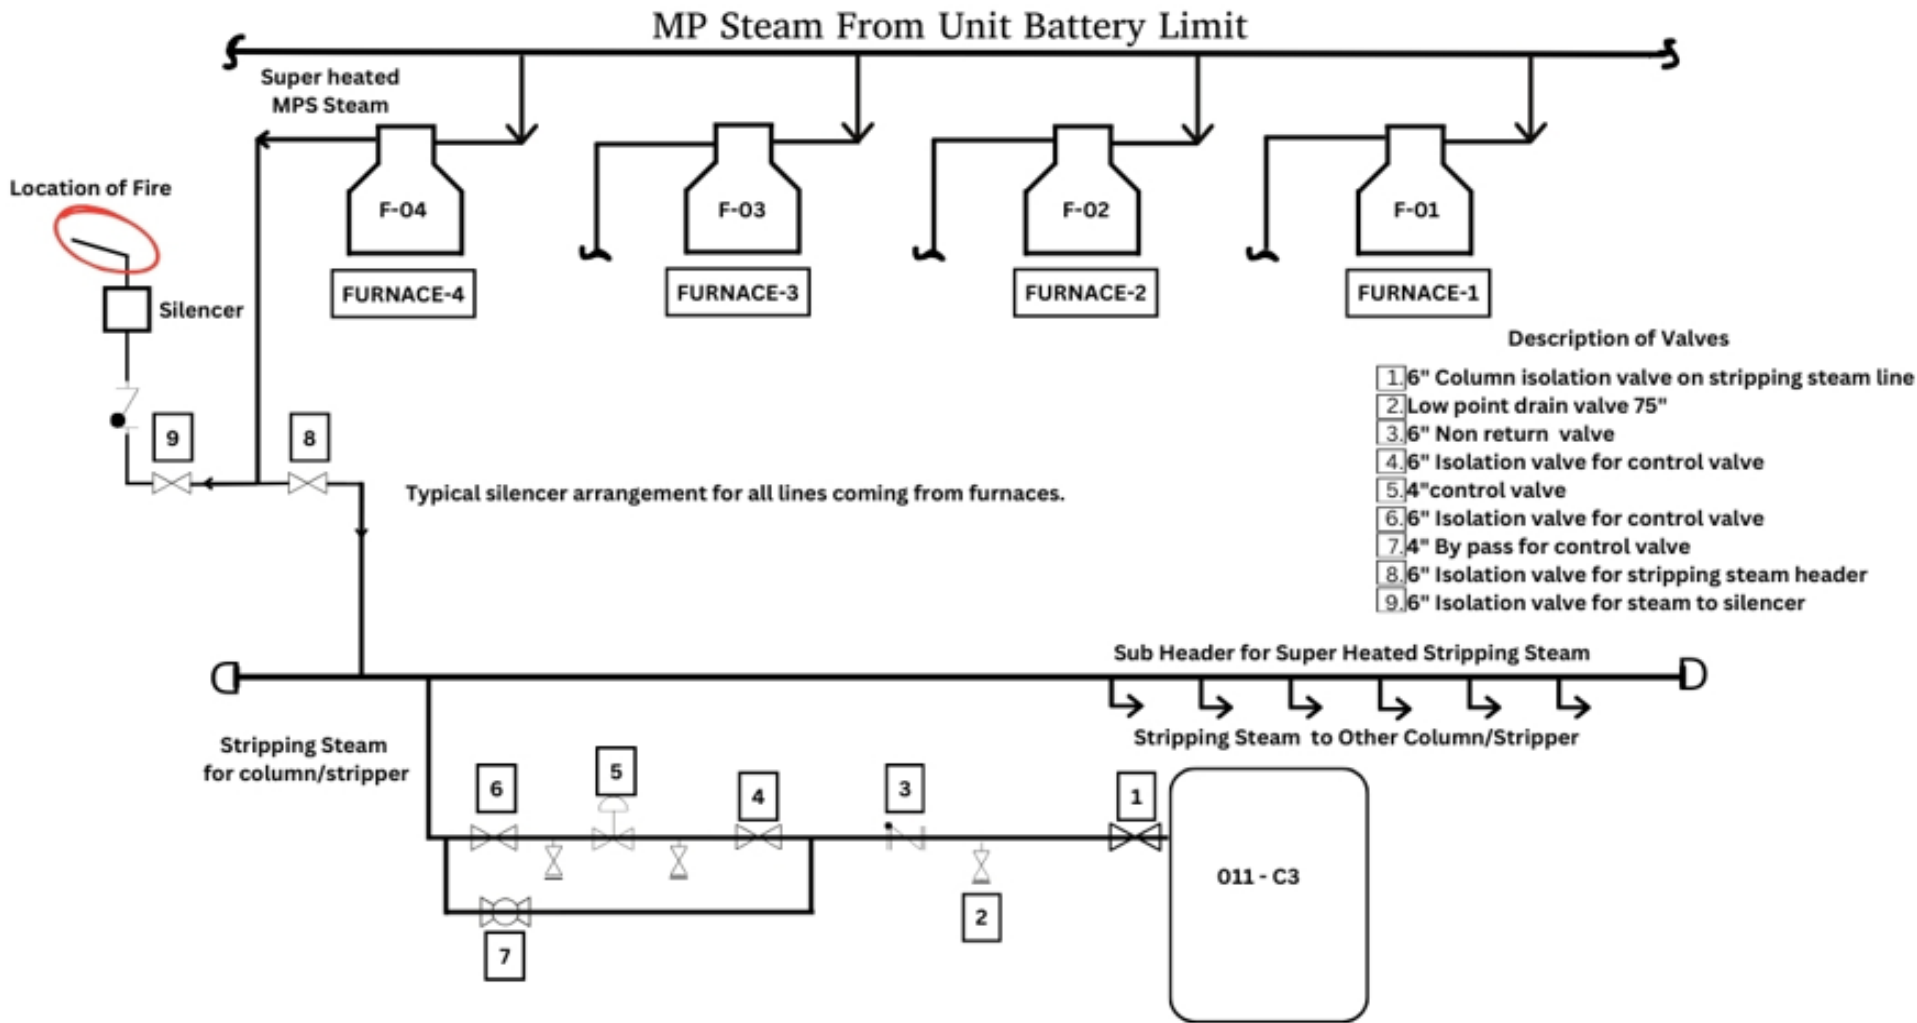 MP Steam From Unit Battery Limit
Super heated
MPS Steam
Location of Fire
F-04
F-03
F-02
F-01
FURNACE-4
FURNACE-3
FURNACE-2
FURNACE-1
Silencer
Description of Valves
1.6" Column isolation valve on stripping steam line
2.Low point drain valve 75"
3.6" Non return valve
4.6" Isolation valve for control valve
5.4"control valve
6.6" Isolation valve for control valve
7.4" By pass for control valve
8.6" Isolation valve for stripping steam header
9.6" Isolation valve for steam to silencer
9
8
Typical silencer arrangement for all lines coming from furnaces.
Sub Header for Super Heated Stripping Steam
Stripping Steam to Other Column/Stripper
Stripping Steam
for column/stripper
6
5
4
3
1
2
7
011 - C3